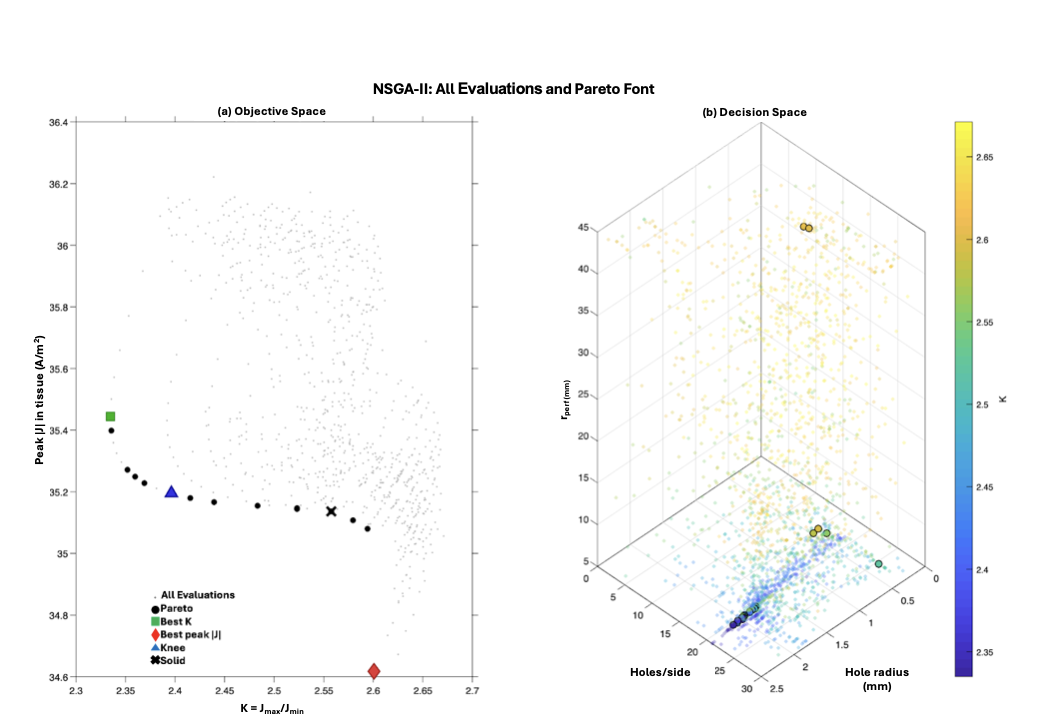 NSGA-II: All Evaluations and Pareto Font
(a) Objective Space
36.4
36.2
36
35.8
35.6
35.4
35.2
35
34.8
34.6
Peak |J| in tissue (A/m²)
. All Evaluations
Pareto
Best K
Best peak |J|
Knee
Solid
2.3 2.35 2.4 2.45 2.5 2.55 2.6 2.65 2.7
K = Jmax/Jmin
(b) Decision Space
45
40
35
30
25
20
15
10
5
rperf (mm)
0
5
10
15
20
25
30
Holes/side
0
0.5
1
1.5
2
2.5
Hole radius
(mm)
2.65
2.6
2.55
2.5
2.45
2.4
2.35
K